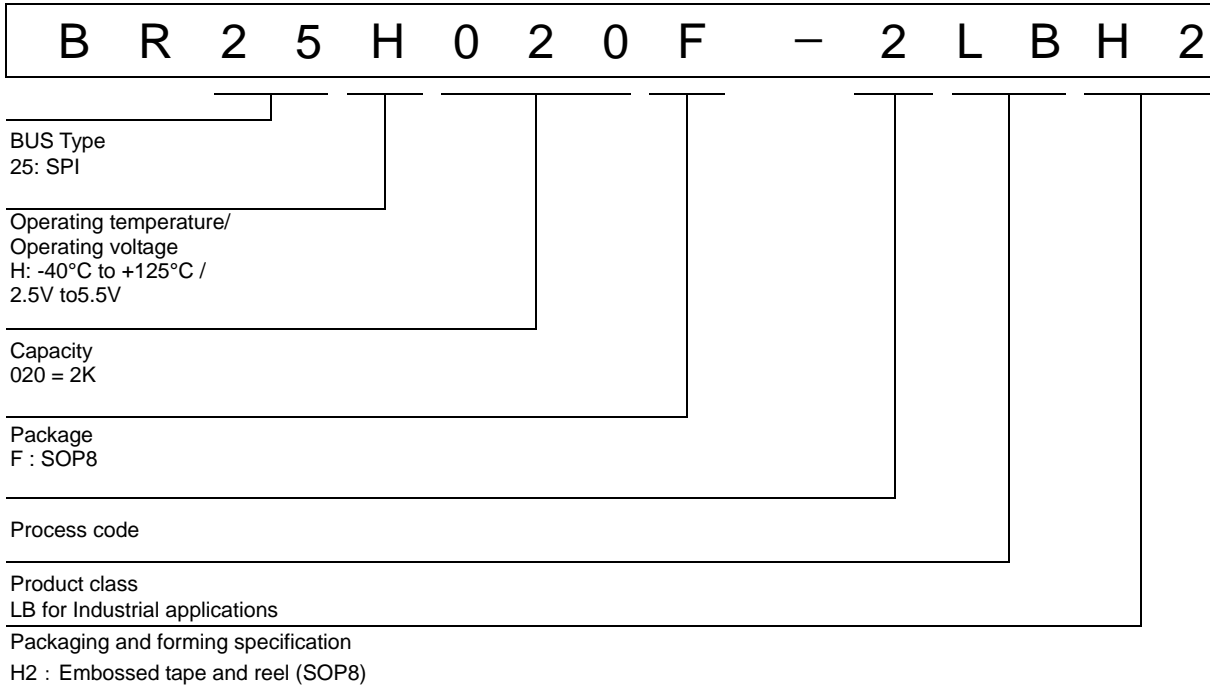 B R 2 5 H 0 2 0 F － 2 L B H 2
BUS Type
25: SPI
Operating temperature/
Operating voltage
H: -40°C to +125°C /
2.5V to5.5V
Capacity
020 = 2K
Package
F : SOP8
Process code
Product class
LB for Industrial applications
Packaging and forming specification
H2：Embossed tape and reel (SOP8)